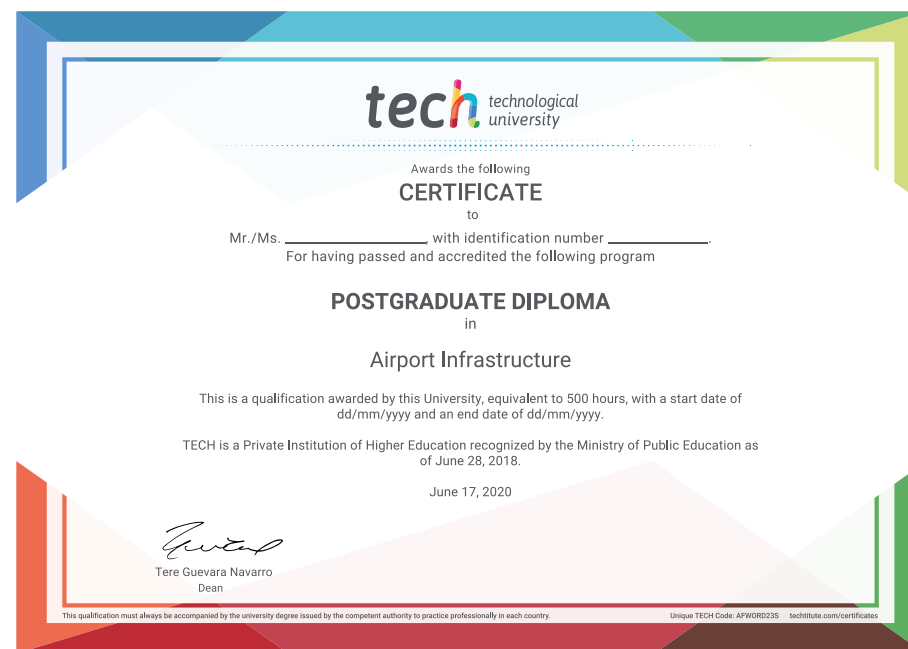 tech technological
university
Awards the following
CERTIFICATE
to
Mr./Ms. ____________________, with identification number ______________.
For having passed and accredited the following program
POSTGRADUATE DIPLOMA
in
Airport Infrastructure
This is a qualification awarded by this University, equivalent to 500 hours, with a start date of
dd/mm/yyyy and an end date of dd/mm/yyyy.
TECH is a Private Institution of Higher Education recognized by the Ministry of Public Education as
of June 28, 2018.
June 17, 2020
Tere Guevara Navarro
Dean
This qualification must always be accompanied by the university degree issued by the competent authority to practice professionally in each country. Unique TECH Code: AFWORD23S techtitute.com/certificates